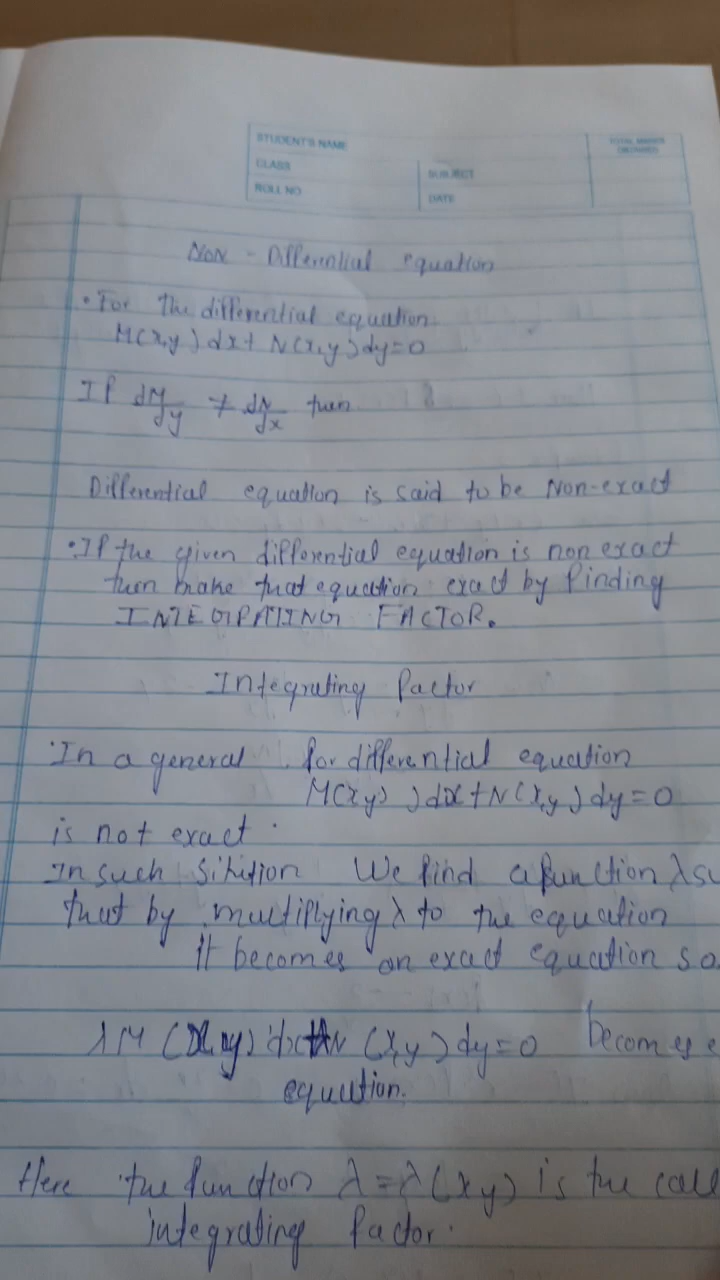 STUDENT'S NAME
TOTAL MARKS OBTAINED
CLASS
SUBJECT
ROLL NO
DATE
Non - Differential equation
• For the differential equation
M(x,y) dx + N(x,y) dy = 0
If dM/dy ≠ dN/dx then
Differential equation is said to be Non-exact
• If the given differential equation is non exact
then make that equation exact by finding
INTEGRATING FACTOR.
Integrating factor
• In a general for differential equation
M(x,y) ) dx + N(x,y) dy = 0
is not exact.
In such sitution We find a function λ su
that by multiplying λ to the equation
it becomes an exact equation so
λM (x,y) dx + λN (x,y) dy = 0 becomes e
equation.
Here the function λ = λ(x y) is the call
integrating factor.